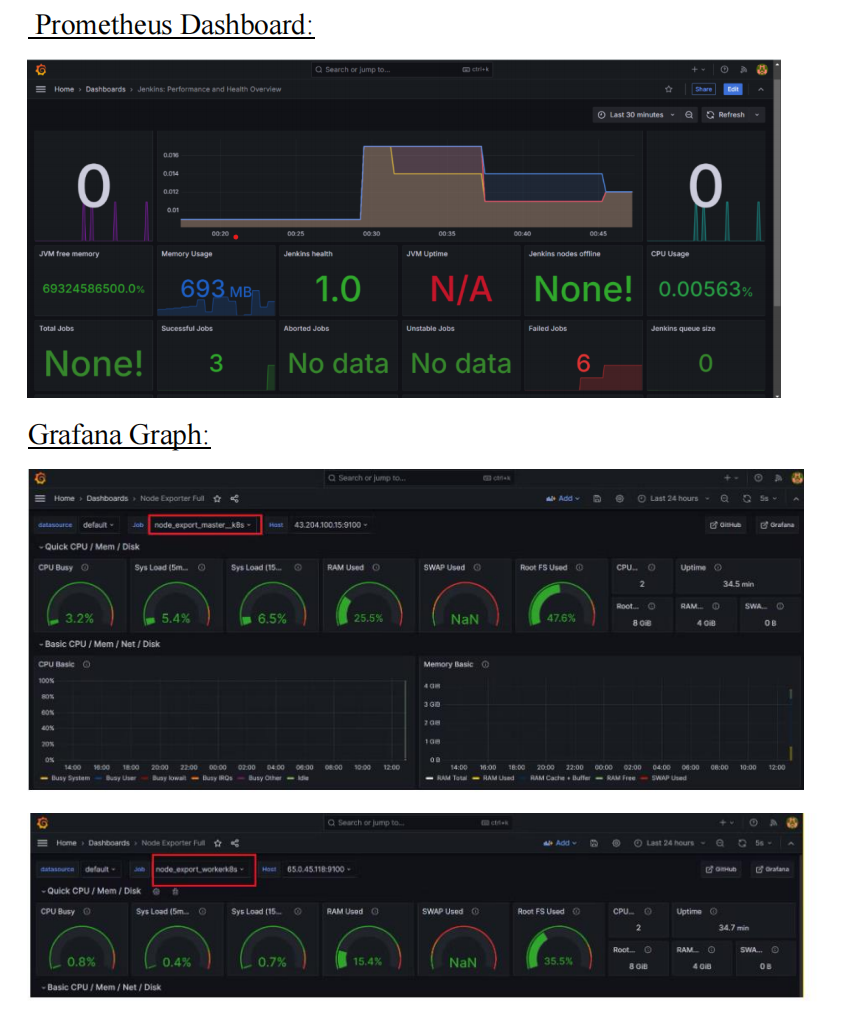 Prometheus Dashboard:
Search or jump to... ctrl+k
Home › Dashboards › Jenkins: Performance and Health Overview Share Edit
Last 30 minutes Refresh
0
0.016
0.014
0.012
0.01
00:20 00:25 00:30 00:35 00:40 00:45
0
JVM free memory Memory Usage Jenkins health JVM Uptime Jenkins nodes offline CPU Usage
69324586500.0% 693 MB 1.0 N/A None! 0.00563%
Total Jobs Sucessful Jobs Aborted Jobs Unstable Jobs Failed Jobs Jenkins queue size
None! 3 No data No data 6 0
Grafana Graph:
Search or jump to... ctrl+k
Home › Dashboards › Node Exporter Full Add Last 24 hours 5s
datasource default Job node_export_master__k8s Host 43.204.100.15:9100 GitHub Grafana
Quick CPU / Mem / Disk
CPU Busy Sys Load (5m... Sys Load (15... RAM Used SWAP Used Root FS Used CPU... Uptime
2 34.5 min
3.2% 5.4% 6.5% 25.5% NaN 47.6%
Root... RAM... SWA...
8 GiB 4 GiB 0 B
Basic CPU / Mem / Net / Disk
CPU Basic Memory Basic
100%
80%
60%
40%
20%
0%
14:00 16:00 18:00 20:00 22:00 00:00 02:00 04:00 06:00 08:00 10:00 12:00
Busy System Busy User Busy Iowait Busy IRQs Busy Other Idle
4 GiB
3 GiB
2 GiB
1 GiB
0 B
14:00 16:00 18:00 20:00 22:00 00:00 02:00 04:00 06:00 08:00 10:00 12:00
RAM Total RAM Used RAM Cache + Buffer RAM Free SWAP Used
Search or jump to... ctrl+k
Home › Dashboards › Node Exporter Full Add Last 24 hours 5s
datasource default Job node_export_workerk8s Host 65.0.45.118:9100 GitHub Grafana
Quick CPU / Mem / Disk
CPU Busy Sys Load (5m... Sys Load (15... RAM Used SWAP Used Root FS Used CPU... Uptime
2 34.7 min
0.8% 0.4% 0.7% 15.4% NaN 35.5%
Root... RAM... SWA...
8 GiB 4 GiB 0 B
Basic CPU / Mem / Net / Disk